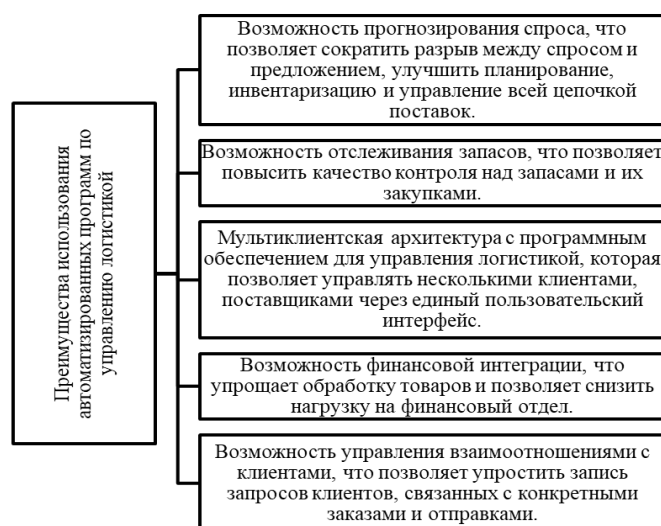 Преимущества использования
автоматизированных программ по
управлению логистикой
Возможность прогнозирования спроса, что
позволяет сократить разрыв между спросом и
предложением, улучшить планирование,
инвентаризацию и управление всей цепочкой
поставок.
Возможность отслеживания запасов, что позволяет
повысить качество контроля над запасами и их
закупками.
Мультиклиентская архитектура с программным
обеспечением для управления логистикой, которая
позволяет управлять несколькими клиентами,
поставщиками через единый пользовательский
интерфейс.
Возможность финансовой интеграции, что
упрощает обработку товаров и позволяет снизить
нагрузку на финансовый отдел.
Возможность управления взаимоотношениями с
клиентами, что позволяет упростить запись
запросов клиентов, связанных с конкретными
заказами и отправками.